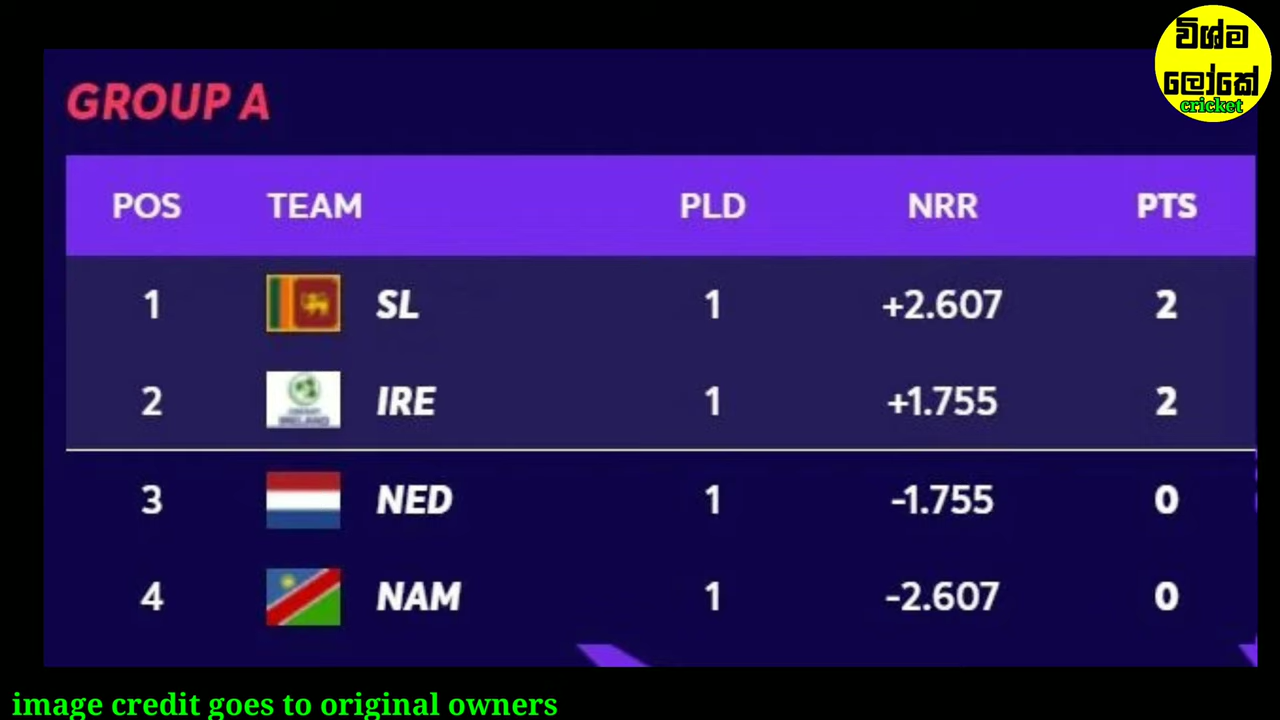 විශ්ම
ලෝකේ
cricket
GROUP A
POS TEAM PLD NRR PTS
1 SL 1 +2.607 2
2 IRE 1 +1.755 2
3 NED 1 -1.755 0
4 NAM 1 -2.607 0
image credit goes to original owners